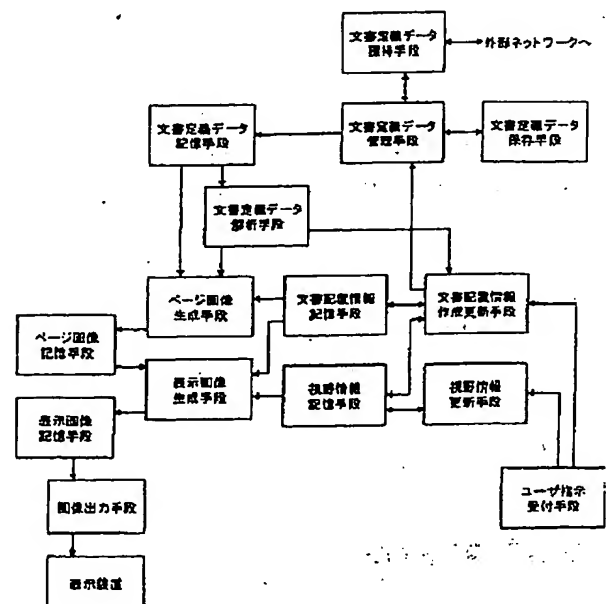 文書定義データ
取得手段
外部ネットワークへ
文書定義データ
記憶手段
文書定義データ
管理手段
文書定義データ
保存手段
文書定義データ
解析手段
ページ画像
生成手段
文書配置情報
記憶手段
文書配置情報
作成更新手段
ページ画像
記憶手段
表示画像
生成手段
視野情報
記憶手段
視野情報
更新手段
表示画像
記憶手段
画像出力手段
ユーザ指示
受付手段
表示装置